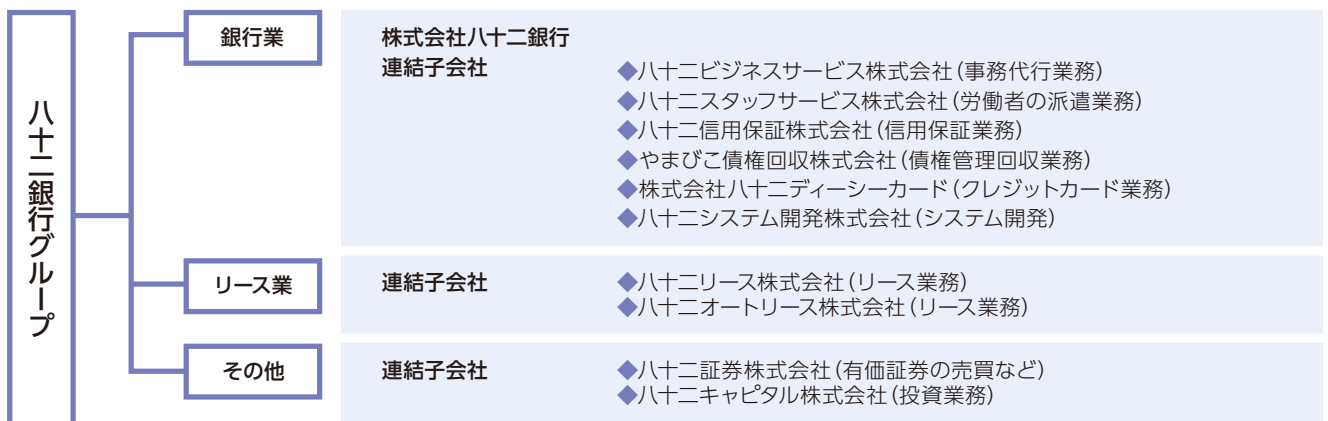 八十二銀行グループ
銀行業
株式会社八十二銀行
連結子会社
◆八十二ビジネスサービス株式会社(事務代行業務)
◆八十二スタッフサービス株式会社(労働者の派遣業務)
◆八十二信用保証株式会社(信用保証業務)
◆やまびこ債権回収株式会社(債権管理回収業務)
◆株式会社八十二ディーシーカード(クレジットカード業務)
◆八十二システム開発株式会社(システム開発)
リース業
連結子会社
◆八十二リース株式会社(リース業務)
◆八十二オートリース株式会社(リース業務)
その他
連結子会社
◆八十二証券株式会社(有価証券の売買など)
◆八十二キャピタル株式会社(投資業務)